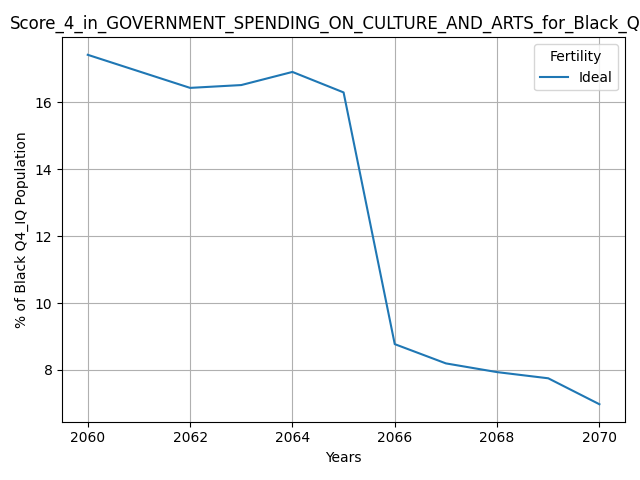 Score_4_in_GOVERNMENT_SPENDING_ON_CULTURE_AND_ARTS_for_Black_Q
Fertility
Ideal
% of Black Q4_IQ Population
16
14
12
10
8
2060 2062 2064 2066 2068 2070
Years